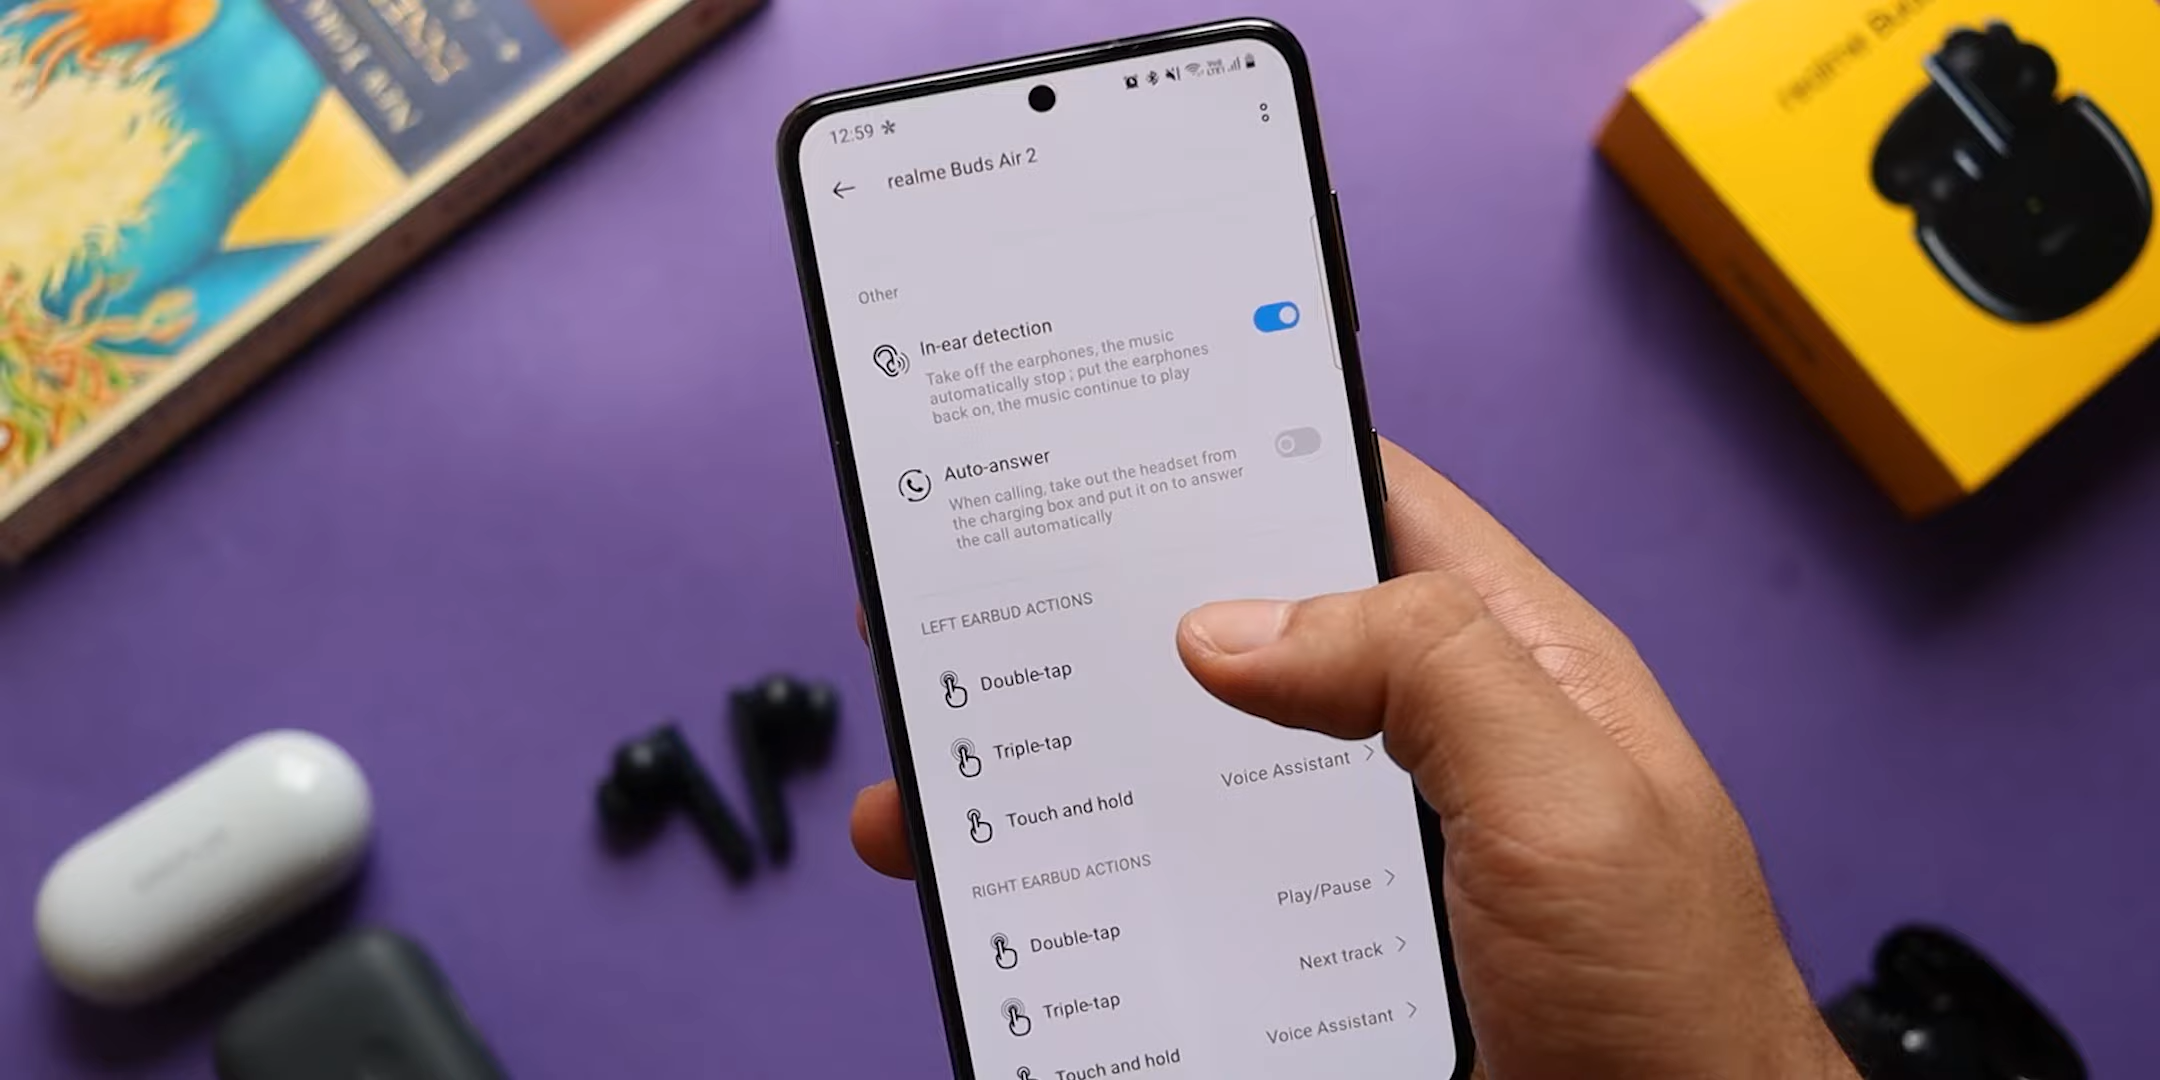 12:59
realme Buds Air 2
Other
In-ear detection
Take off the earphones, the music
automatically stop ; put the earphones
back on, the music continue to play
Auto-answer
When calling, take out the headset from
the charging box and put it on to answer
the call automatically
LEFT EARBUD ACTIONS
Double-tap
Triple-tap
Touch and hold Voice Assistant
RIGHT EARBUD ACTIONS
Double-tap Play/Pause
Triple-tap Next track
Touch and hold Voice Assistant
realme Buds
NEW YORK